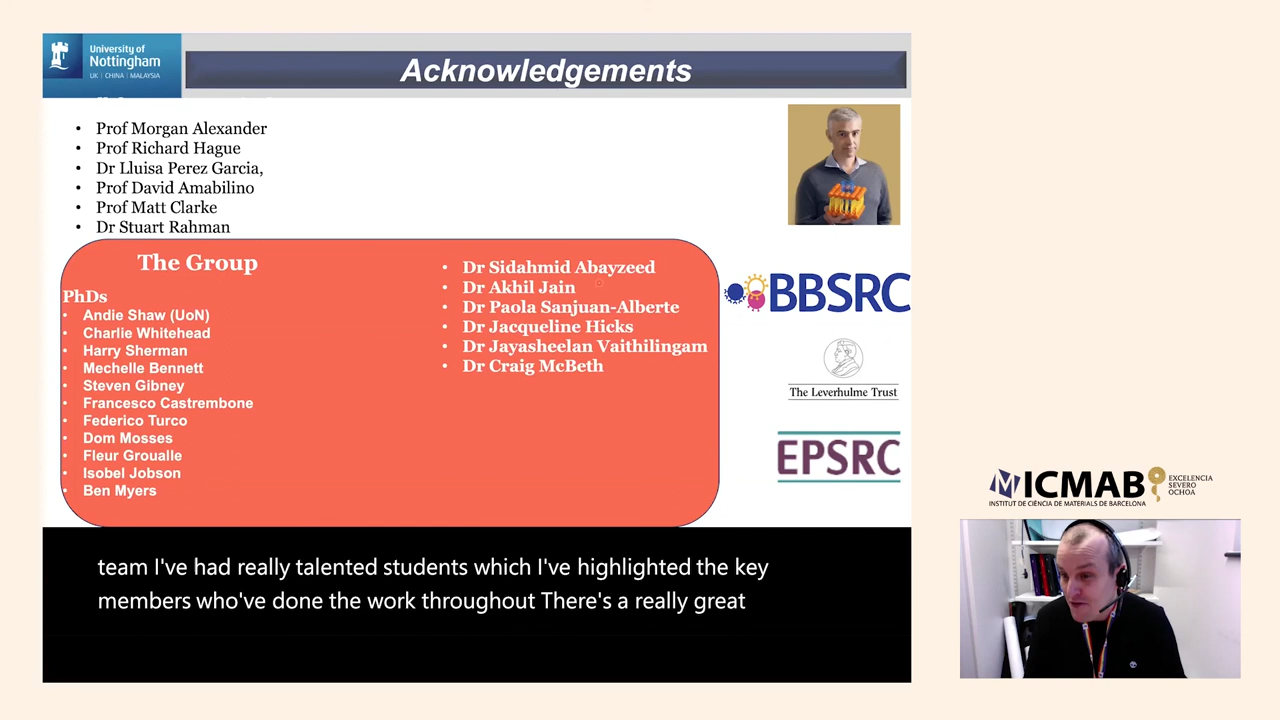 University of
Nottingham
UK | CHINA | MALAYSIA
Acknowledgements
• Prof Morgan Alexander
• Prof Richard Hague
• Dr Lluisa Perez Garcia,
• Prof David Amabilino
• Prof Matt Clarke
• Dr Stuart Rahman
The Group
PhDs
• Andie Shaw (UoN)
• Charlie Whitehead
• Harry Sherman
• Mechelle Bennett
• Steven Gibney
• Francesco Castrembone
• Federico Turco
• Dom Mosses
• Fleur Groualle
• Isobel Jobson
• Ben Myers
• Dr Sidahmid Abayzeed
• Dr Akhil Jain
• Dr Paola Sanjuan-Alberte
• Dr Jacqueline Hicks
• Dr Jayasheelan Vaithilingam
• Dr Craig McBeth
BBSRC
The Leverhulme Trust
EPSRC
team I've had really talented students which I've highlighted the key
members who've done the work throughout There's a really great
ICMAB
INSTITUT DE CIÈNCIA DE MATERIALS DE BARCELONA
EXCELENCIA
SEVERO
OCHOA